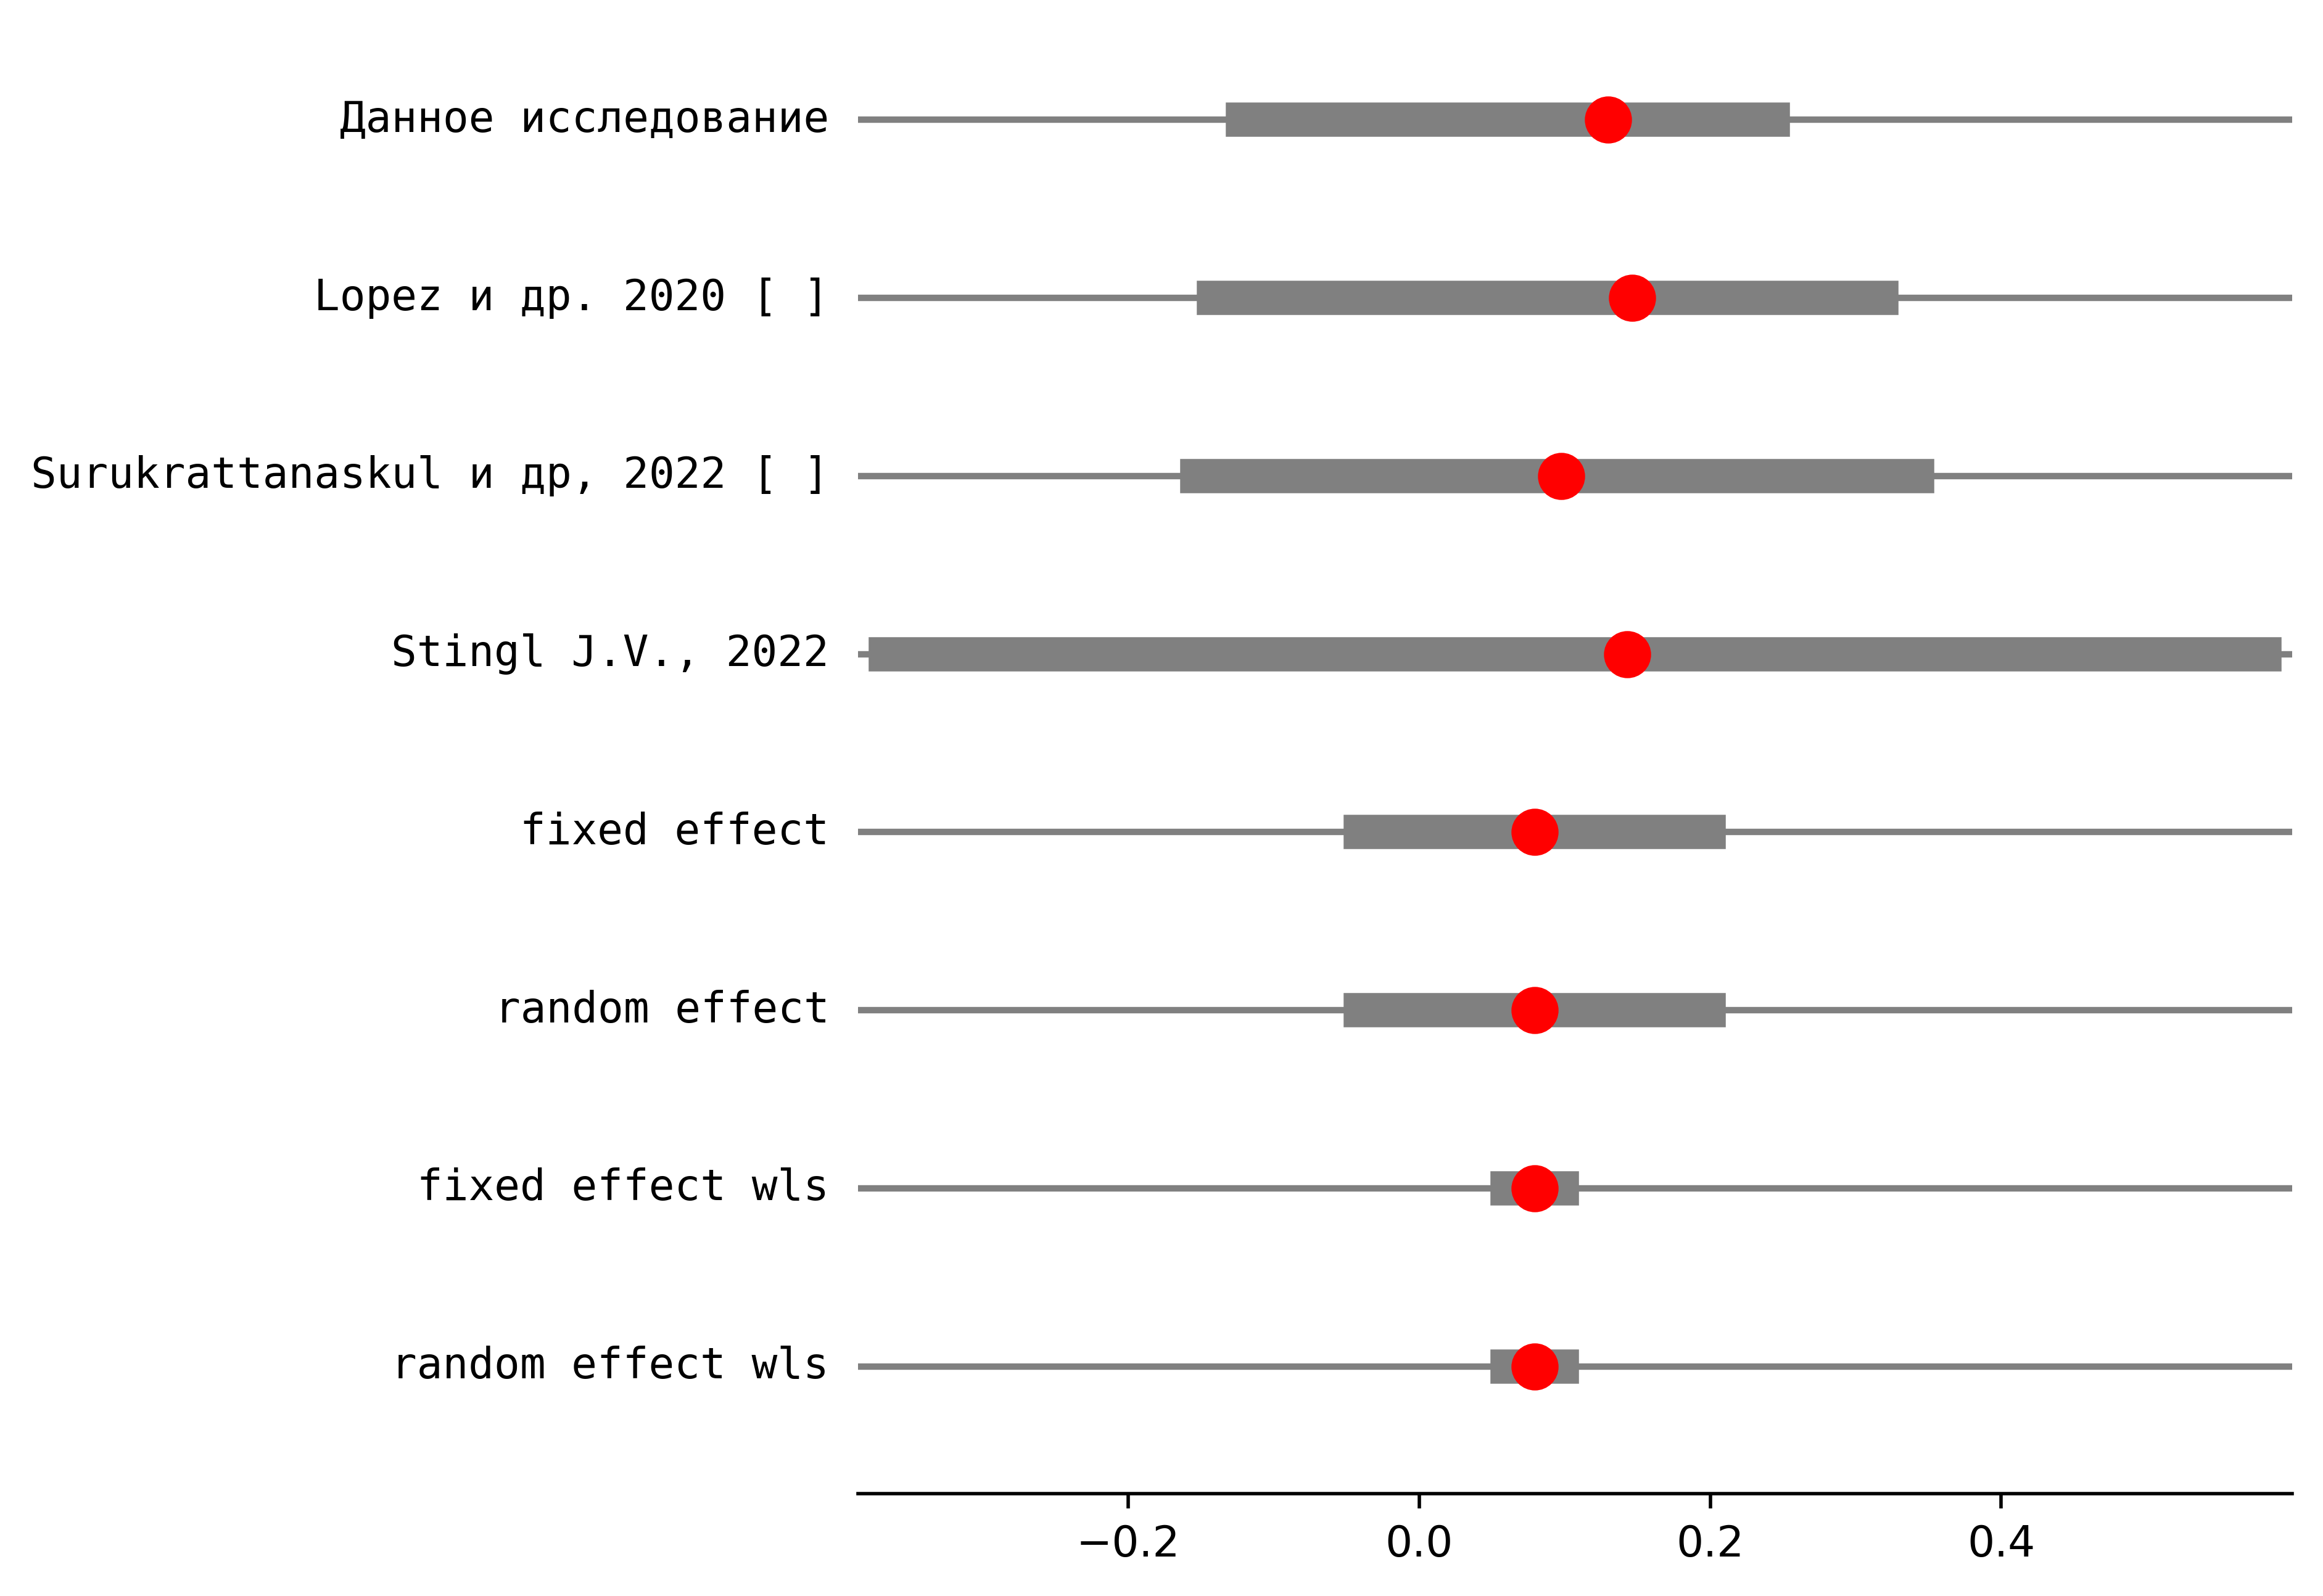 Данное исследование
Lopez и др. 2020 [ ]
Surukrattanaskul и др, 2022 [ ]
Stingl J.V., 2022
fixed effect
random effect
fixed effect wls
random effect wls
−0.2 0.0 0.2 0.4